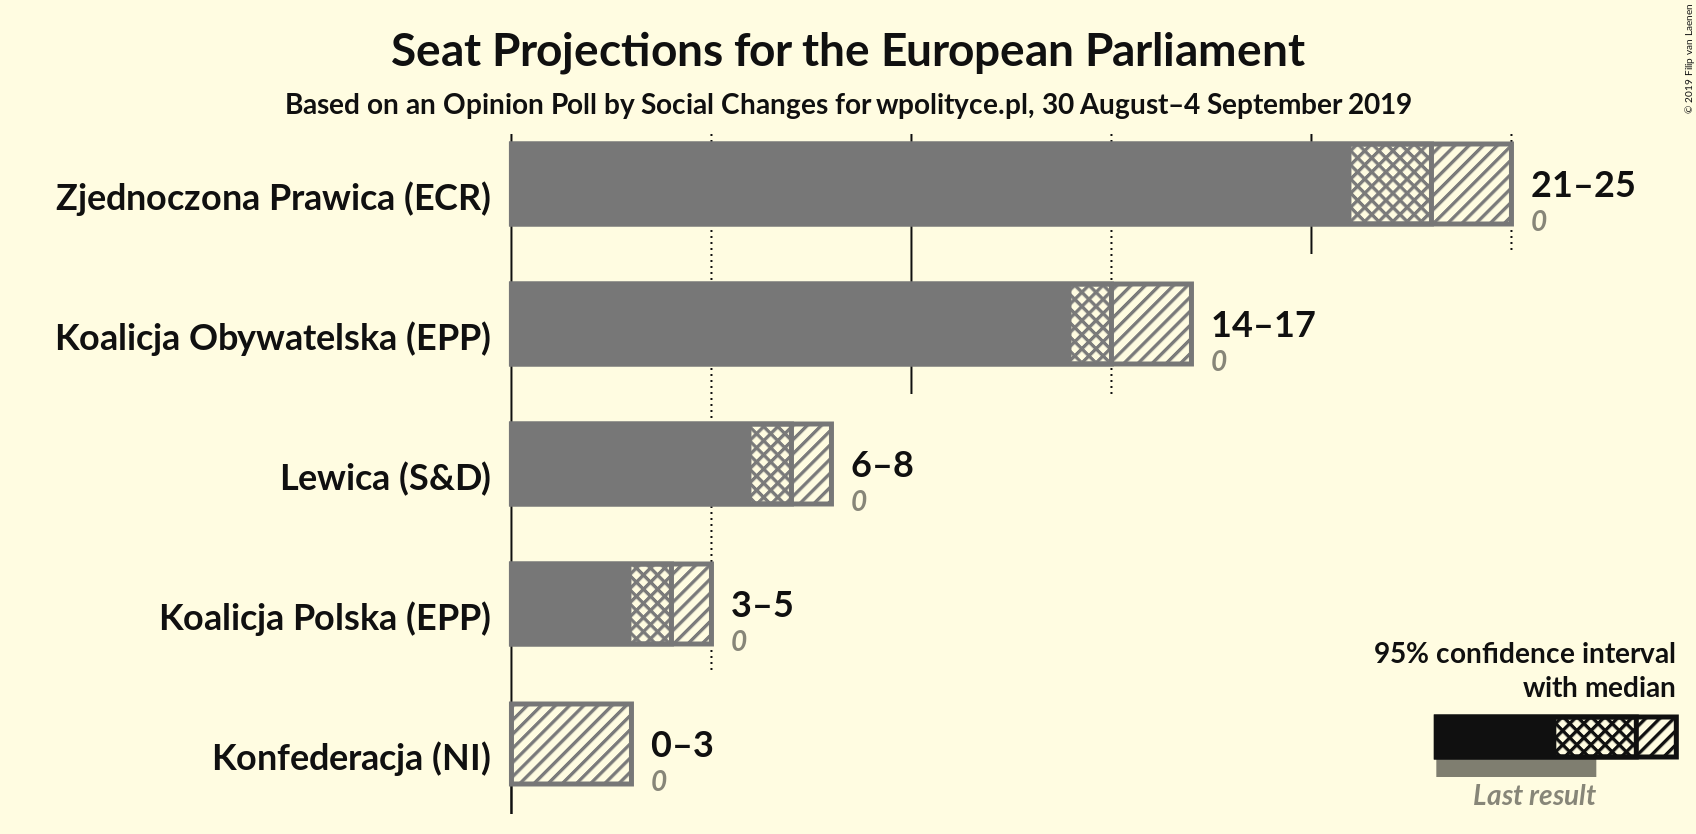 Seat Projections for the European Parliament
Based on an Opinion Poll by Social Changes for wpolityce.pl, 30 August–4 September 2019
© 2019 Filip van Laenen
Zjednoczona Prawica (ECR)
21–25
0
Koalicja Obywatelska (EPP)
14–17
0
Lewica (S&D)
6–8
0
Koalicja Polska (EPP)
3–5
0
Konfederacja (NI)
0–3
0
95% confidence interval
with median
Last result